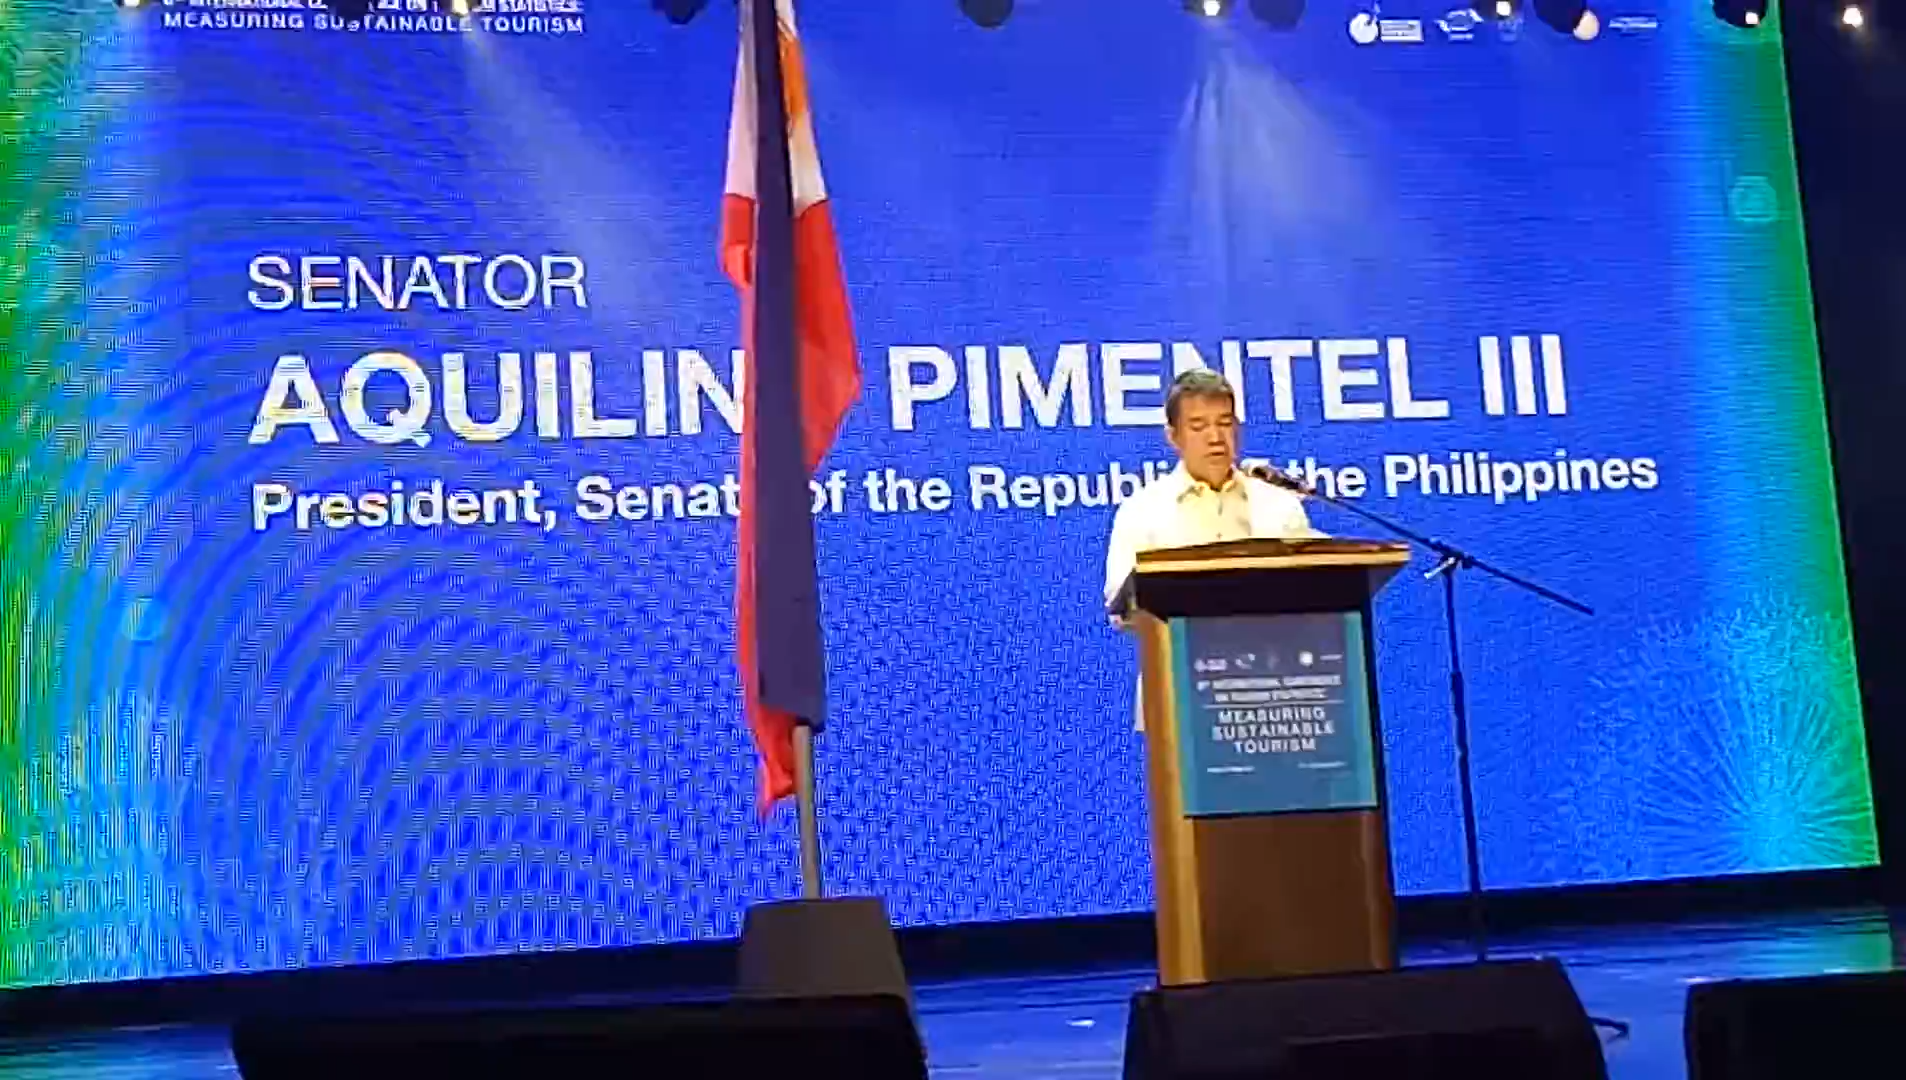 MEASURING SUSTAINABLE TOURISM
SENATOR
AQUILIN PIMENTEL III
President, Senat of the Republi the Philippines
MEASURING
SUSTAINABLE
TOURISM